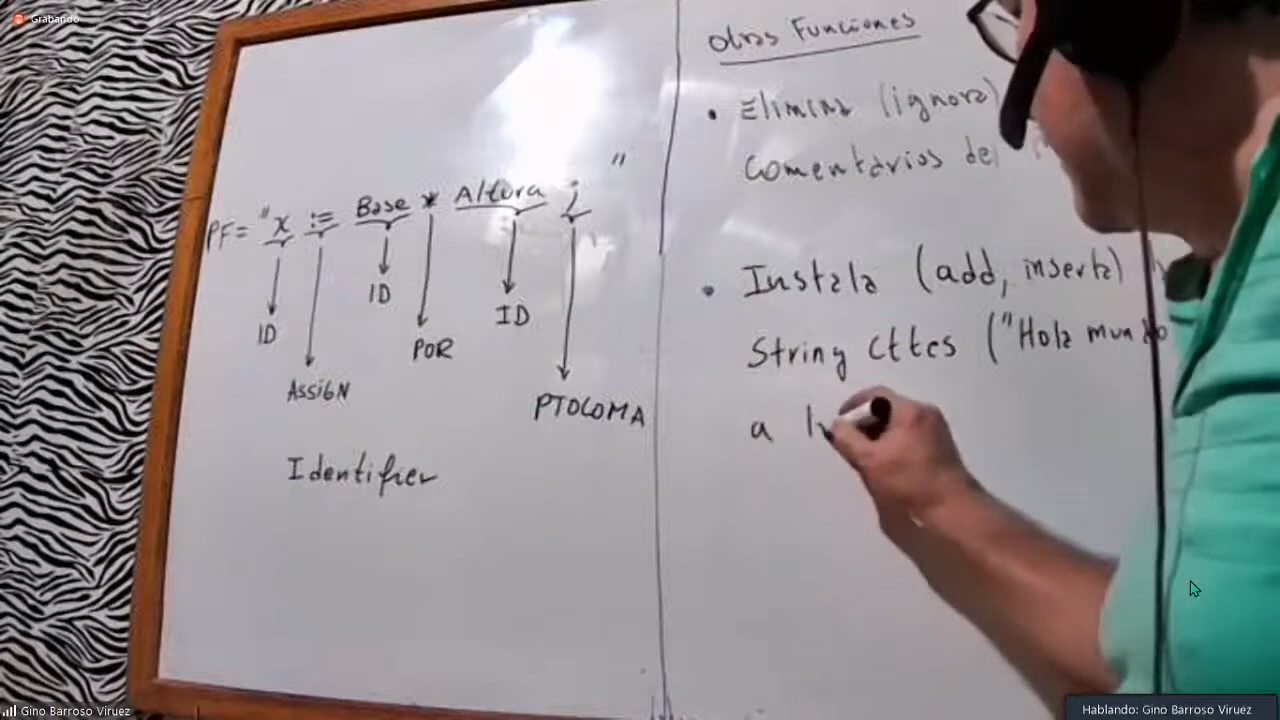 Grabando
PF= "x := Base * Altura ; "
ID
ASSIGN
ID
POR
ID
PTOCOMA
Identifier
Otras Funciones
• Elimina (ignora)
Comentarios del
• Instala (add, inserta)
String cttes ("Hola mundo
a
Gino Barroso Viruez
Hablando: Gino Barroso Viruez